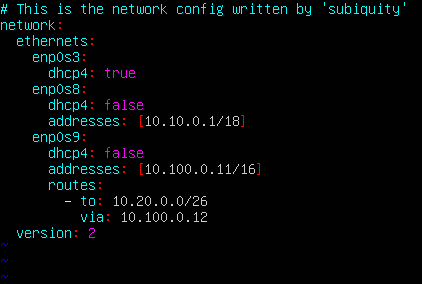 # This is the network config written by 'subiquity'
network:
  ethernets:
    enp0s3:
      dhcp4: true
    enp0s8:
      dhcp4: false
      addresses: [10.10.0.1/18]
    enp0s9:
      dhcp4: false
      addresses: [10.100.0.11/16]
      routes:
        - to: 10.20.0.0/26
          via: 10.100.0.12
  version: 2
~
~
~